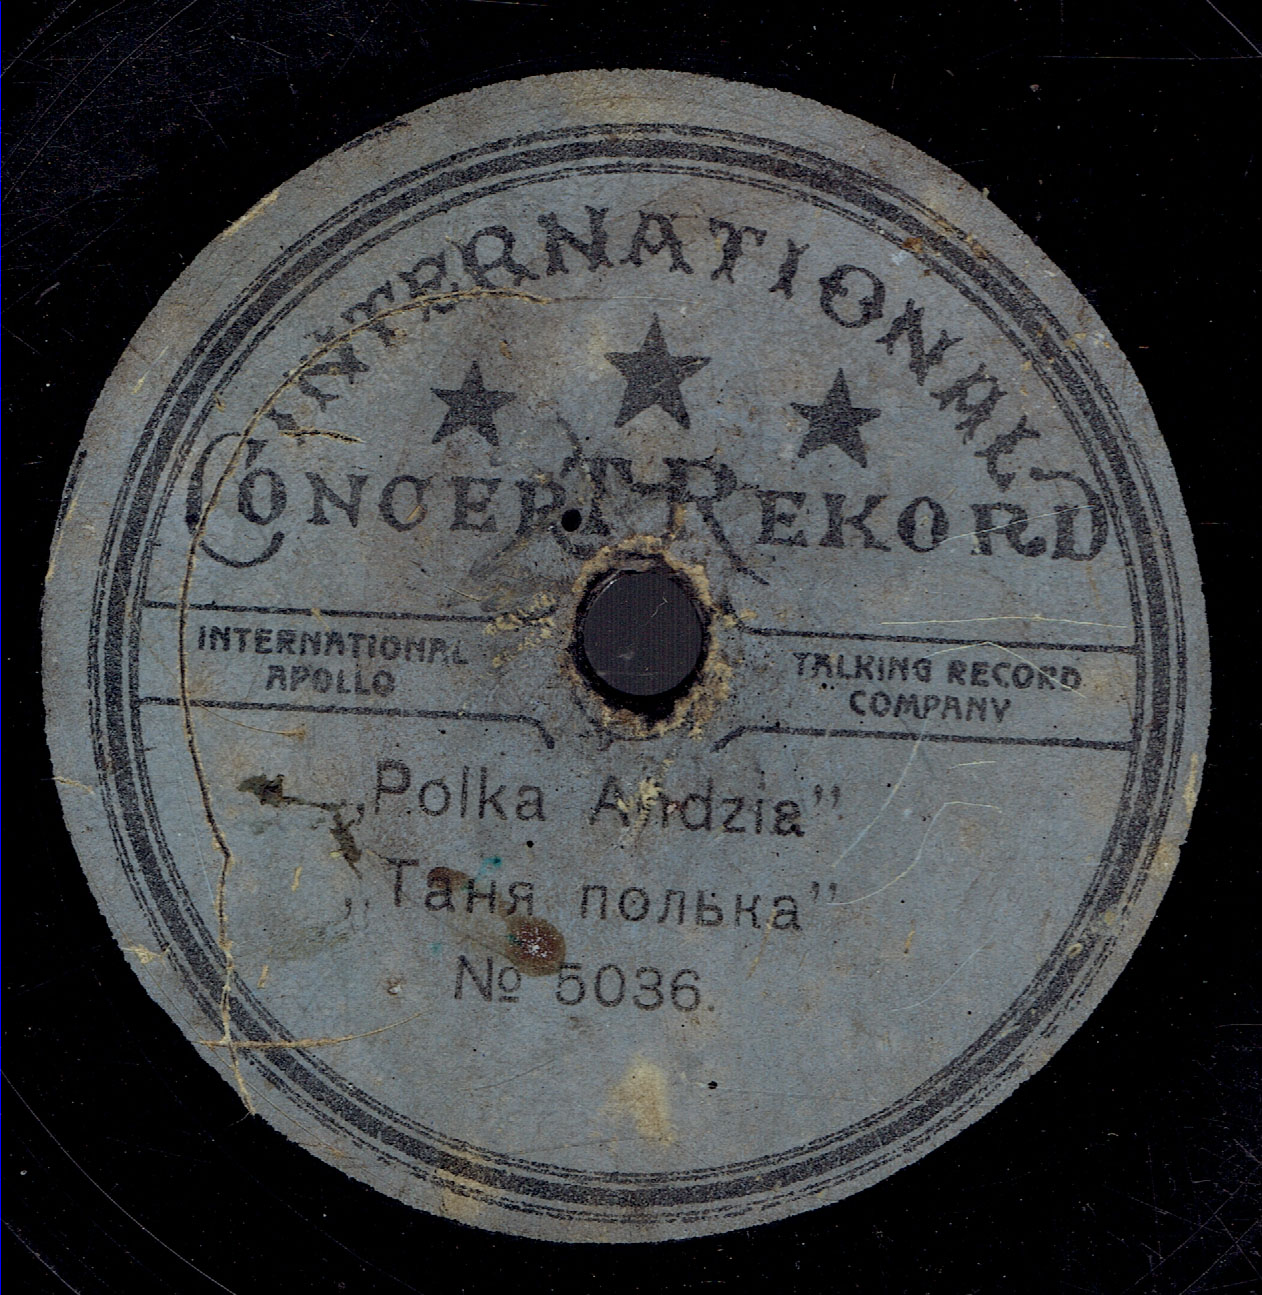 INTERNATIONAL
CONCERT REKORD
INTERNATIONAL
APOLLO
TALKING RECORD
COMPANY
„Polka Andzia”
„Таня полька”
№ 5036.